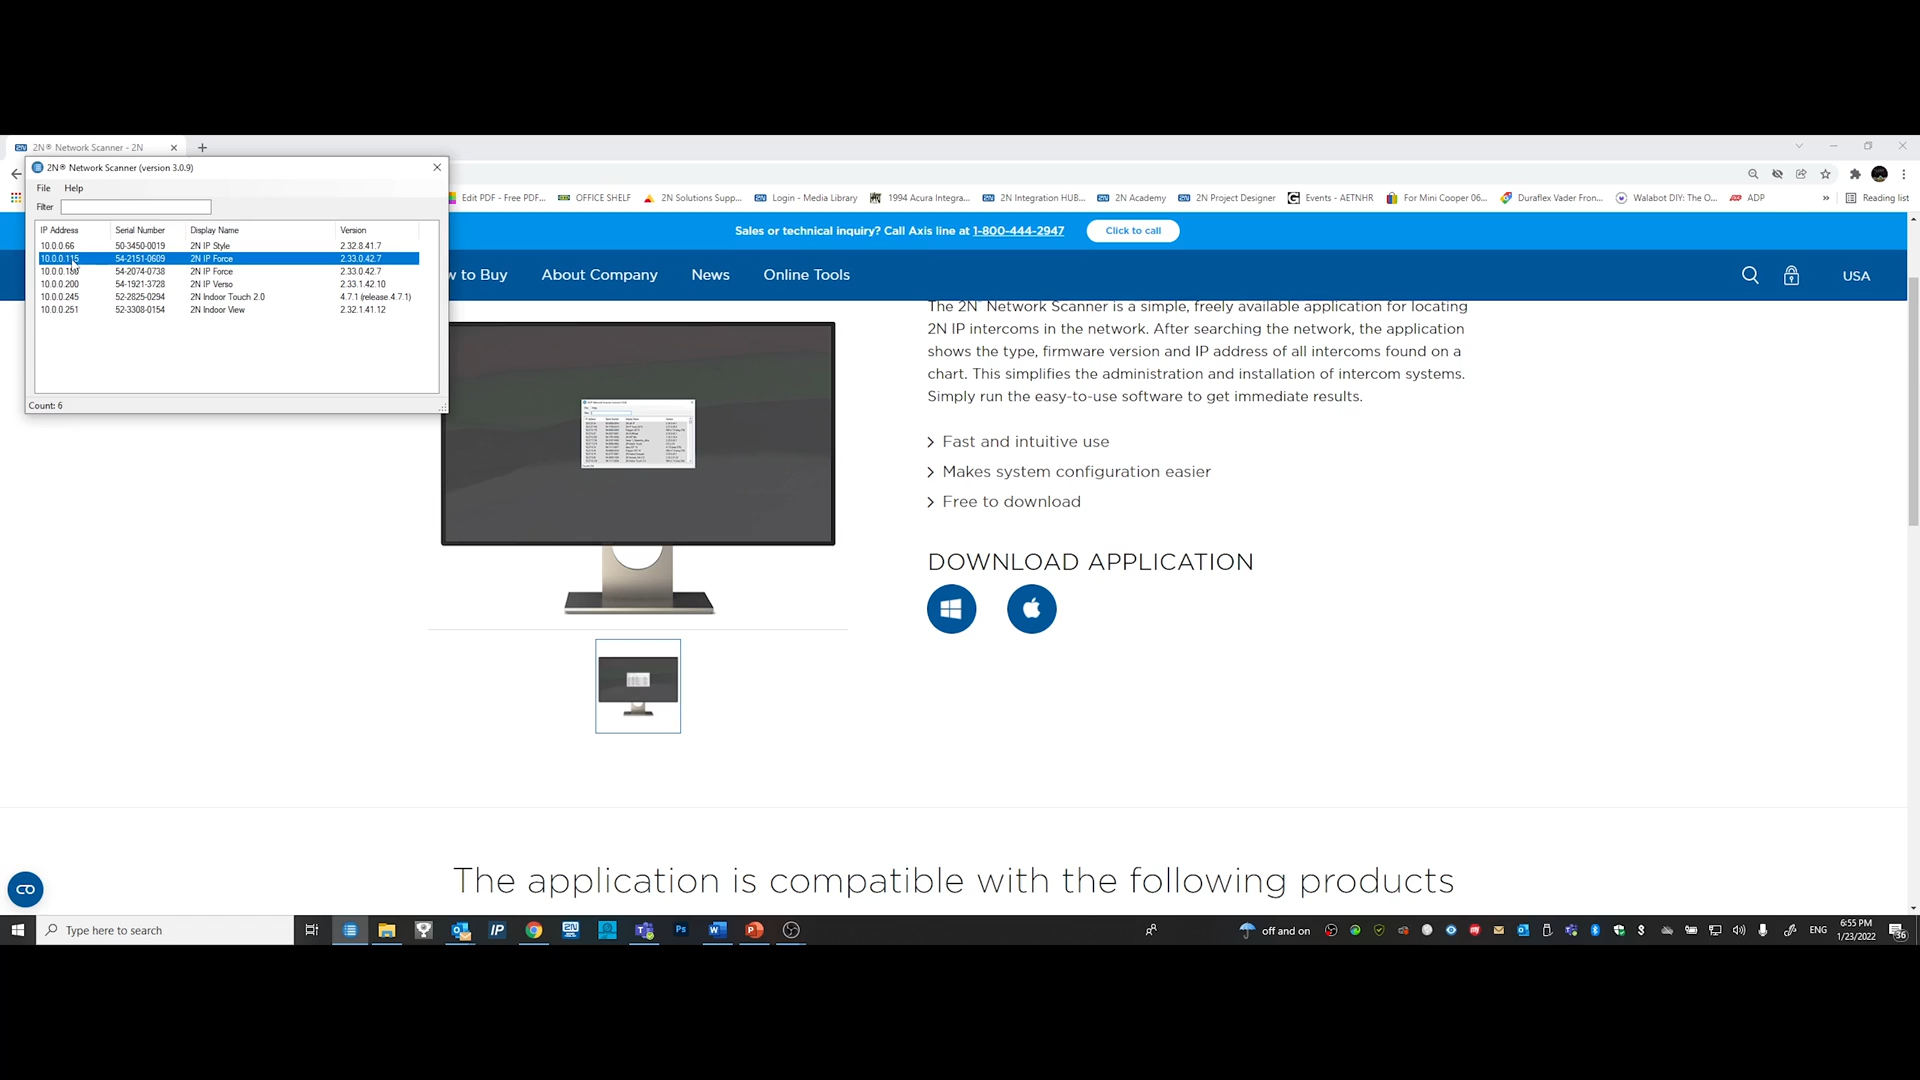 2N® Network Scanner - 2N
2N® Network Scanner (version 3.0.9)
File Help
Filter
IP Address Serial Number Display Name Version
10.0.0.66 50-3450-0019 2N IP Style 2.32.8.41.7
10.0.0.115 54-2151-0609 2N IP Force 2.33.0.42.7
10.0.0.180 54-2074-0738 2N IP Force 2.33.0.42.7
10.0.0.200 54-1921-3728 2N IP Verso 2.33.1.42.10
10.0.0.245 52-2825-0294 2N Indoor Touch 2.0 4.7.1 (release.4.7.1)
10.0.0.251 52-3308-0154 2N Indoor View 2.32.1.41.12
Count: 6
Edit PDF - Free PDF... OFFICE SHELF 2N Solutions Supp... Login - Media Library 1994 Acura Integra... 2N Integration HUB... 2N Academy 2N Project Designer Events - AETNHR For Mini Cooper 06... Duraflex Vader Fron... Walabot DIY: The O... ADP » Reading list
Sales or technical inquiry? Call Axis line at 1-800-444-2947 Click to call
w to Buy About Company News Online Tools USA
The 2N® Network Scanner is a simple, freely available application for locating
2N IP intercoms in the network. After searching the network, the application
shows the type, firmware version and IP address of all intercoms found on a
chart. This simplifies the administration and installation of intercom systems.
Simply run the easy-to-use software to get immediate results.
Fast and intuitive use
Makes system configuration easier
Free to download
DOWNLOAD APPLICATION
The application is compatible with the following products
Type here to search
off and on
ENG
6:55 PM
1/23/2022
36